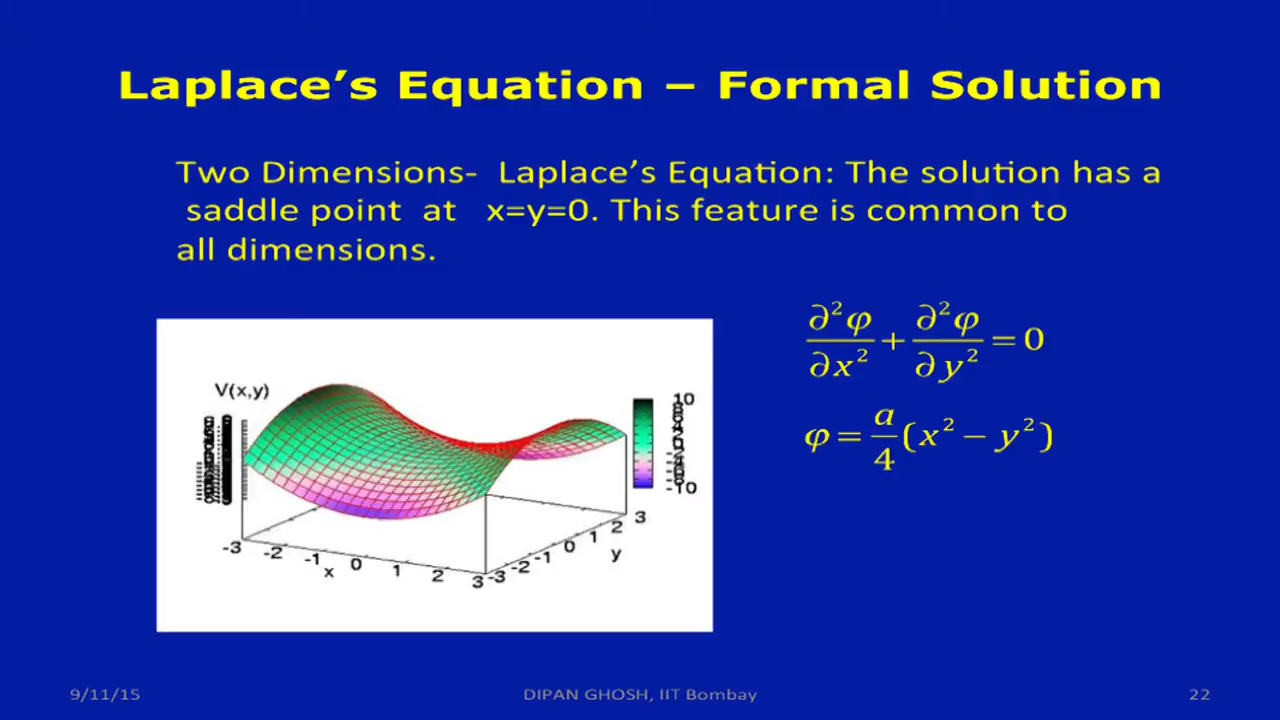 Laplace’s Equation – Formal Solution
Two Dimensions- Laplace’s Equation: The solution has a
saddle point at x=y=0. This feature is common to
all dimensions.
∂²φ/∂x² + ∂²φ/∂y² = 0
φ = a/4 (x² − y²)
V(x,y)
10
-10
-3 -2 -1 0 1 2 3
x
-3 -2 -1 0 1 2 3
y
9/11/15 DIPAN GHOSH, IIT Bombay 22